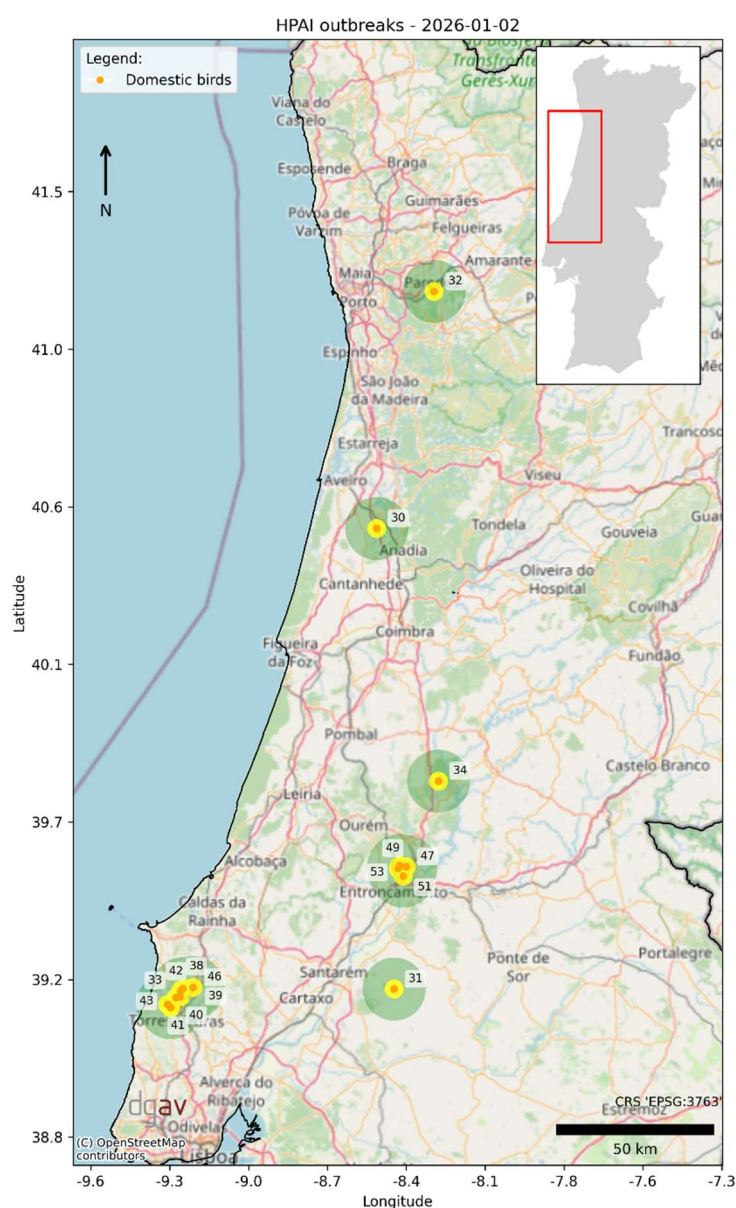 HPAI outbreaks - 2026-01-02
Legend:
Domestic birds
N
Transfronte
Gerês-Xur
Viana do
Castelo
Esposende
Braga
Guimarães
Póvoa de
Varzim
Felgueiras
Maia
Amarante
Porto
32
Espinho
São João
da Madeira
Estarreja
Trancoso
Aveiro
Viseu
30
Tondela
Gouveia
Anadia
Cantanhede
Oliveira do
Hospital
Covilhã
Coimbra
Figueira
da Foz
Fundão
Pombal
34
Castelo Branco
Leiria
Ourém
49
47
53
51
Alcobaça
Entroncamento
Caldas da
Rainha
Ponte de
Sor
Portalegre
Santarém
31
Cartaxo
33
42
38
46
43
39
40
41
Alverca do
Ribatejo
dgav
Odivela
Lisboa
Estremoz
CRS 'EPSG:3763'
50 km
(C) OpenStreetMap
contributors
41.5
41.0
40.6
40.1
39.7
39.2
38.8
Latitude
-9.6
-9.3
-9.0
-8.7
-8.4
-8.1
-7.8
-7.6
-7.3
Longitude